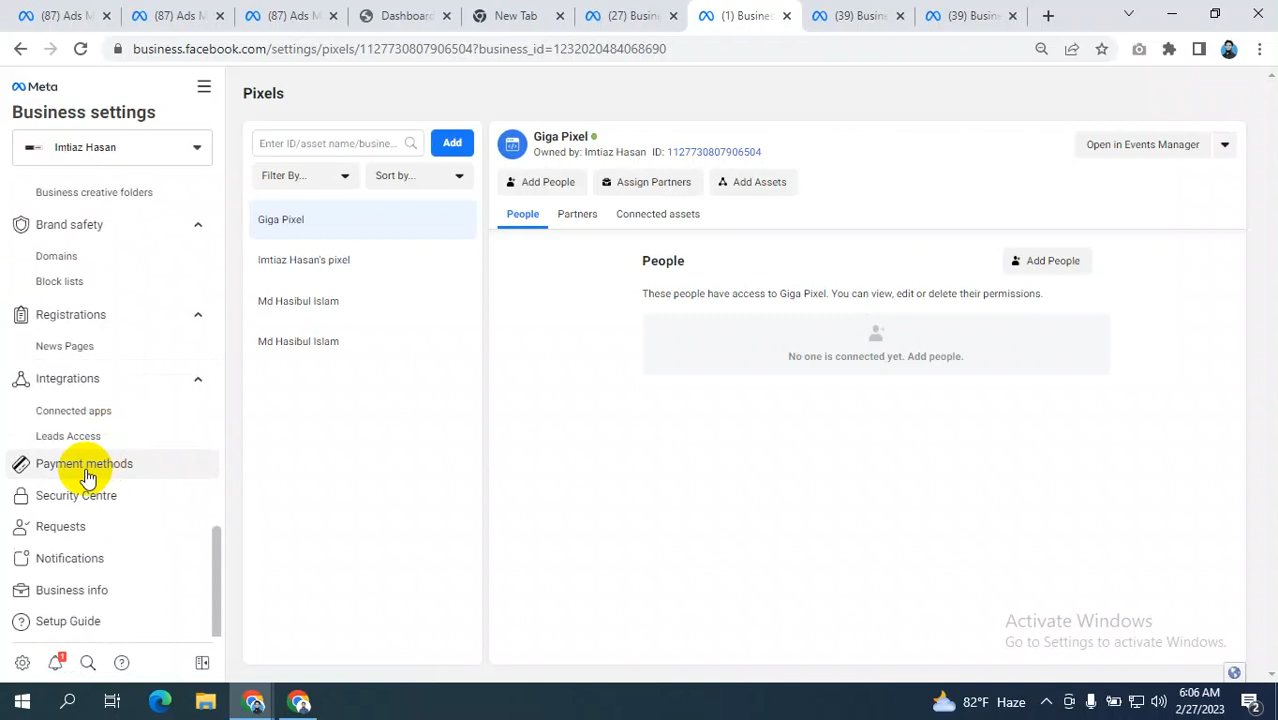 (87) Ads M
(87) Ads M
(87) Ads M
Dashboard
New Tab
(27) Busin
(1) Busines
(39) Busin
(39) Busin
business.facebook.com/settings/pixels/1127730807906504?business_id=1232020484068690
Meta
Business settings
Imtiaz Hasan
Business creative folders
Brand safety
Domains
Block lists
Registrations
News Pages
Integrations
Connected apps
Leads Access
Payment methods
Security Centre
Requests
Notifications
Business info
Setup Guide
1
Pixels
Enter ID/asset name/busine...
Add
Filter By...
Sort by...
Giga Pixel
Imtiaz Hasan's pixel
Md Hasibul Islam
Md Hasibul Islam
Giga Pixel
Owned by: Imtiaz Hasan ID: 1127730807906504
Open in Events Manager
Add People
Assign Partners
Add Assets
People
Partners
Connected assets
People
Add People
These people have access to Giga Pixel. You can view, edit or delete their permissions.
No one is connected yet. Add people.
Activate Windows
Go to Settings to activate Windows.
82°F Haze
6:06 AM
2/27/2023
2